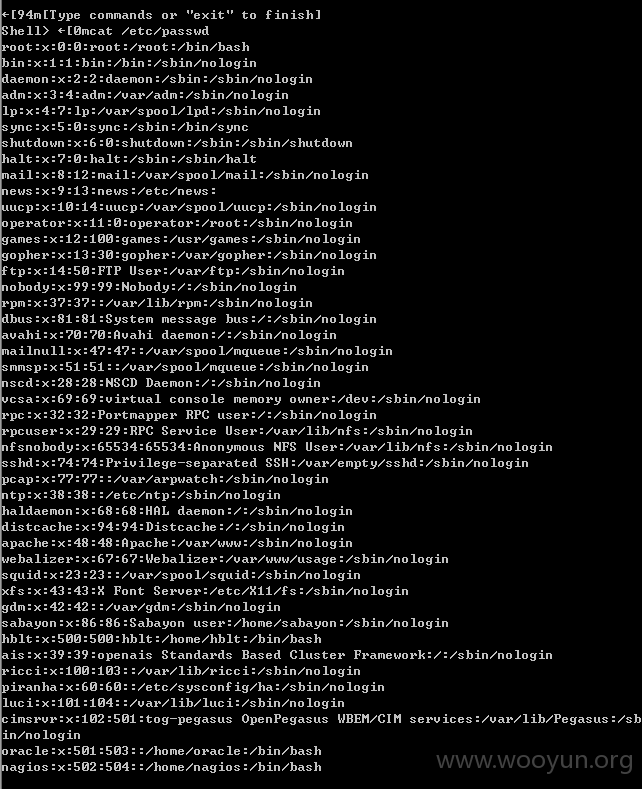 ←[94m[Type commands or "exit" to finish]
Shell> ←[0mcat /etc/passwd
root:x:0:0:root:/root:/bin/bash
bin:x:1:1:bin:/bin:/sbin/nologin
daemon:x:2:2:daemon:/sbin:/sbin/nologin
adm:x:3:4:adm:/var/adm:/sbin/nologin
lp:x:4:7:lp:/var/spool/lpd:/sbin/nologin
sync:x:5:0:sync:/sbin:/bin/sync
shutdown:x:6:0:shutdown:/sbin:/sbin/shutdown
halt:x:7:0:halt:/sbin:/sbin/halt
mail:x:8:12:mail:/var/spool/mail:/sbin/nologin
news:x:9:13:news:/etc/news:
uucp:x:10:14:uucp:/var/spool/uucp:/sbin/nologin
operator:x:11:0:operator:/root:/sbin/nologin
games:x:12:100:games:/usr/games:/sbin/nologin
gopher:x:13:30:gopher:/var/gopher:/sbin/nologin
ftp:x:14:50:FTP User:/var/ftp:/sbin/nologin
nobody:x:99:99:Nobody:/:/sbin/nologin
rpm:x:37:37::/var/lib/rpm:/sbin/nologin
dbus:x:81:81:System message bus:/:/sbin/nologin
avahi:x:70:70:Avahi daemon:/:/sbin/nologin
mailnull:x:47:47::/var/spool/mqueue:/sbin/nologin
smmsp:x:51:51::/var/spool/mqueue:/sbin/nologin
nscd:x:28:28:NSCD Daemon:/:/sbin/nologin
vcsa:x:69:69:virtual console memory owner:/dev:/sbin/nologin
rpc:x:32:32:Portmapper RPC user:/:/sbin/nologin
rpcuser:x:29:29:RPC Service User:/var/lib/nfs:/sbin/nologin
nfsnobody:x:65534:65534:Anonymous NFS User:/var/lib/nfs:/sbin/nologin
sshd:x:74:74:Privilege-separated SSH:/var/empty/sshd:/sbin/nologin
pcap:x:77:77::/var/arpwatch:/sbin/nologin
ntp:x:38:38::/etc/ntp:/sbin/nologin
haldaemon:x:68:68:HAL daemon:/:/sbin/nologin
distcache:x:94:94:Distcache:/:/sbin/nologin
apache:x:48:48:Apache:/var/www:/sbin/nologin
webalizer:x:67:67:Webalizer:/var/www/usage:/sbin/nologin
squid:x:23:23::/var/spool/squid:/sbin/nologin
xfs:x:43:43:X Font Server:/etc/X11/fs:/sbin/nologin
gdm:x:42:42::/var/gdm:/sbin/nologin
sabayon:x:86:86:Sabayon user:/home/sabayon:/sbin/nologin
hblt:x:500:500:hblt:/home/hblt:/bin/bash
ais:x:39:39:openais Standards Based Cluster Framework:/:/sbin/nologin
ricci:x:100:103::/var/lib/ricci:/sbin/nologin
piranha:x:60:60::/etc/sysconfig/ha:/sbin/nologin
luci:x:101:104::/var/lib/luci:/sbin/nologin
cimsrvr:x:102:501:tog-pegasus OpenPegasus WBEM/CIM services:/var/lib/Pegasus:/sb
in/nologin
oracle:x:501:503::/home/oracle:/bin/bash
nagios:x:502:504::/home/nagios:/bin/bash
www.wooyun.org